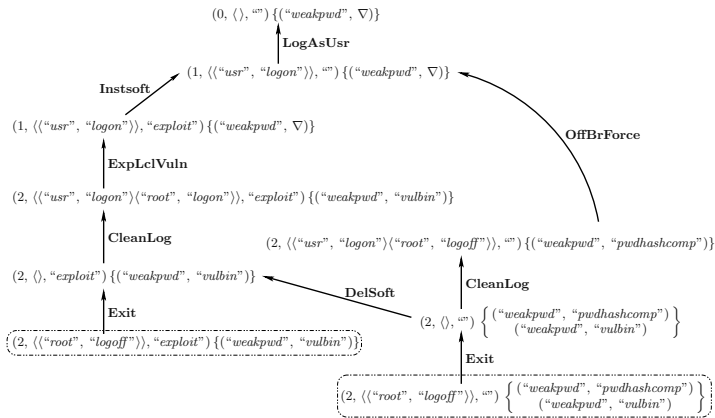 (0, ⟨⟩, “”) {(“weakpwd”, ∇)}
LogAsUsr
(1, ⟨⟨“usr”, “logon”⟩⟩, “”) {(“weakpwd”, ∇)}
Instsoft
(1, ⟨⟨“usr”, “logon”⟩⟩, “exploit”) {(“weakpwd”, ∇)}
OffBrForce
ExpLclVuln
(2, ⟨⟨“usr”, “logon”⟩⟨“root”, “logon”⟩⟩, “exploit”) {(“weakpwd”, “vulbin”)}
CleanLog
(2, ⟨⟨“usr”, “logon”⟩⟨“root”, “logoff”⟩⟩, “”) {(“weakpwd”, “pwdhashcomp”)}
(2, ⟨⟩, “exploit”) {(“weakpwd”, “vulbin”)}
DelSoft
CleanLog
Exit
(2, ⟨⟩, “”) { (“weakpwd”, “pwdhashcomp”)
(“weakpwd”, “vulbin”) }
(2, ⟨⟨“root”, “logoff”⟩⟩, “exploit”) {(“weakpwd”, “vulbin”)}
Exit
(2, ⟨⟨“root”, “logoff”⟩⟩, “”) { (“weakpwd”, “pwdhashcomp”)
(“weakpwd”, “vulbin”) }